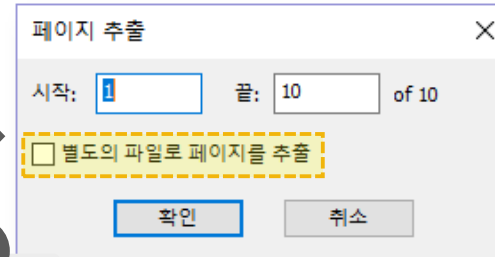 페이지 추출
시작: 1 끝: 10 of 10
별도의 파일로 페이지를 추출
확인 취소